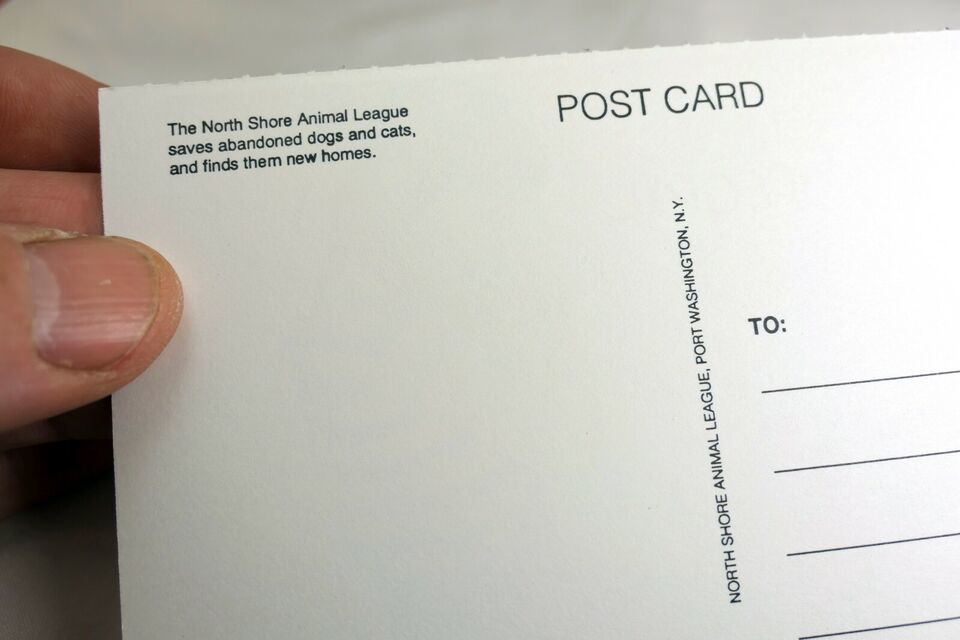 The North Shore Animal League
saves abandoned dogs and cats,
and finds them new homes.
POST CARD
NORTH SHORE ANIMAL LEAGUE, PORT WASHINGTON, N.Y.
TO: